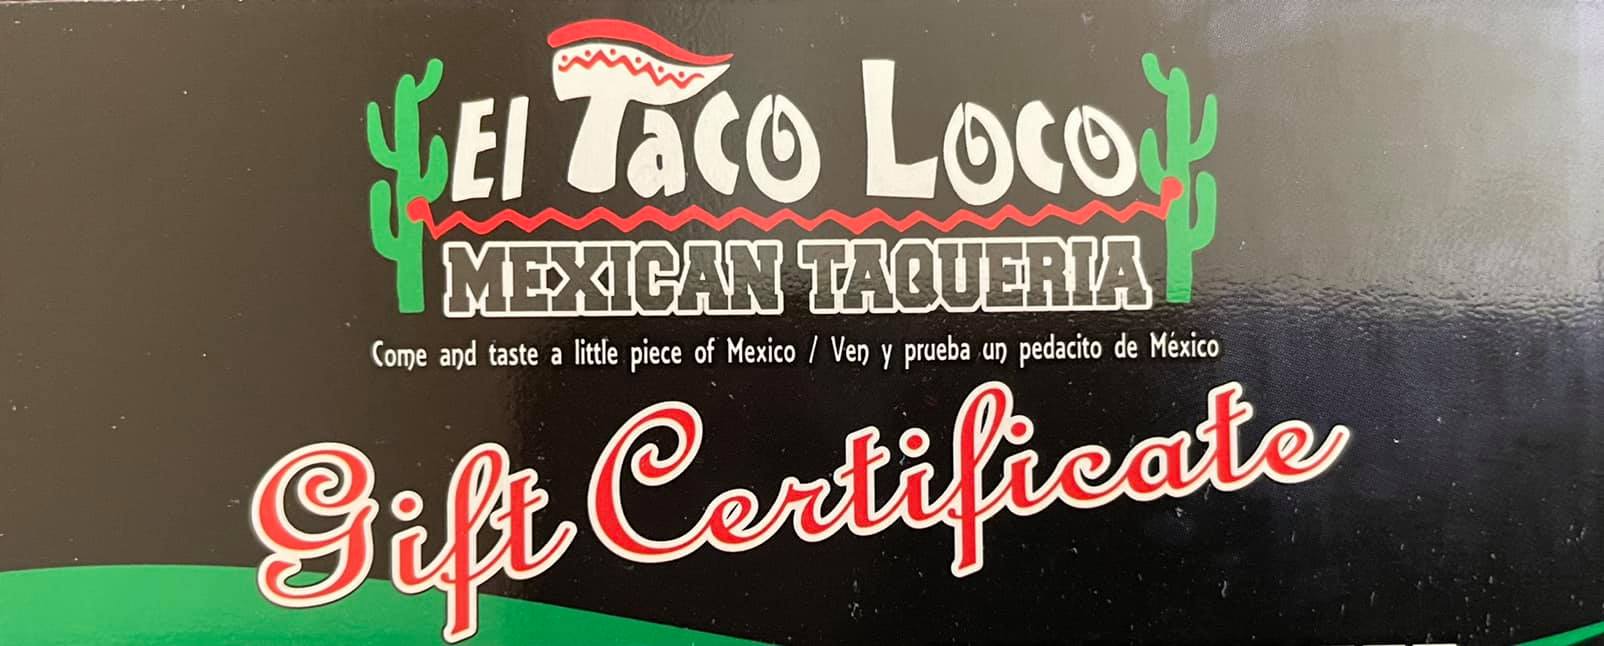 El Taco Loco
MEXICAN TAQUERIA
Come and taste a little piece of Mexico / Ven y prueba un pedacito de México
Gift Certificate